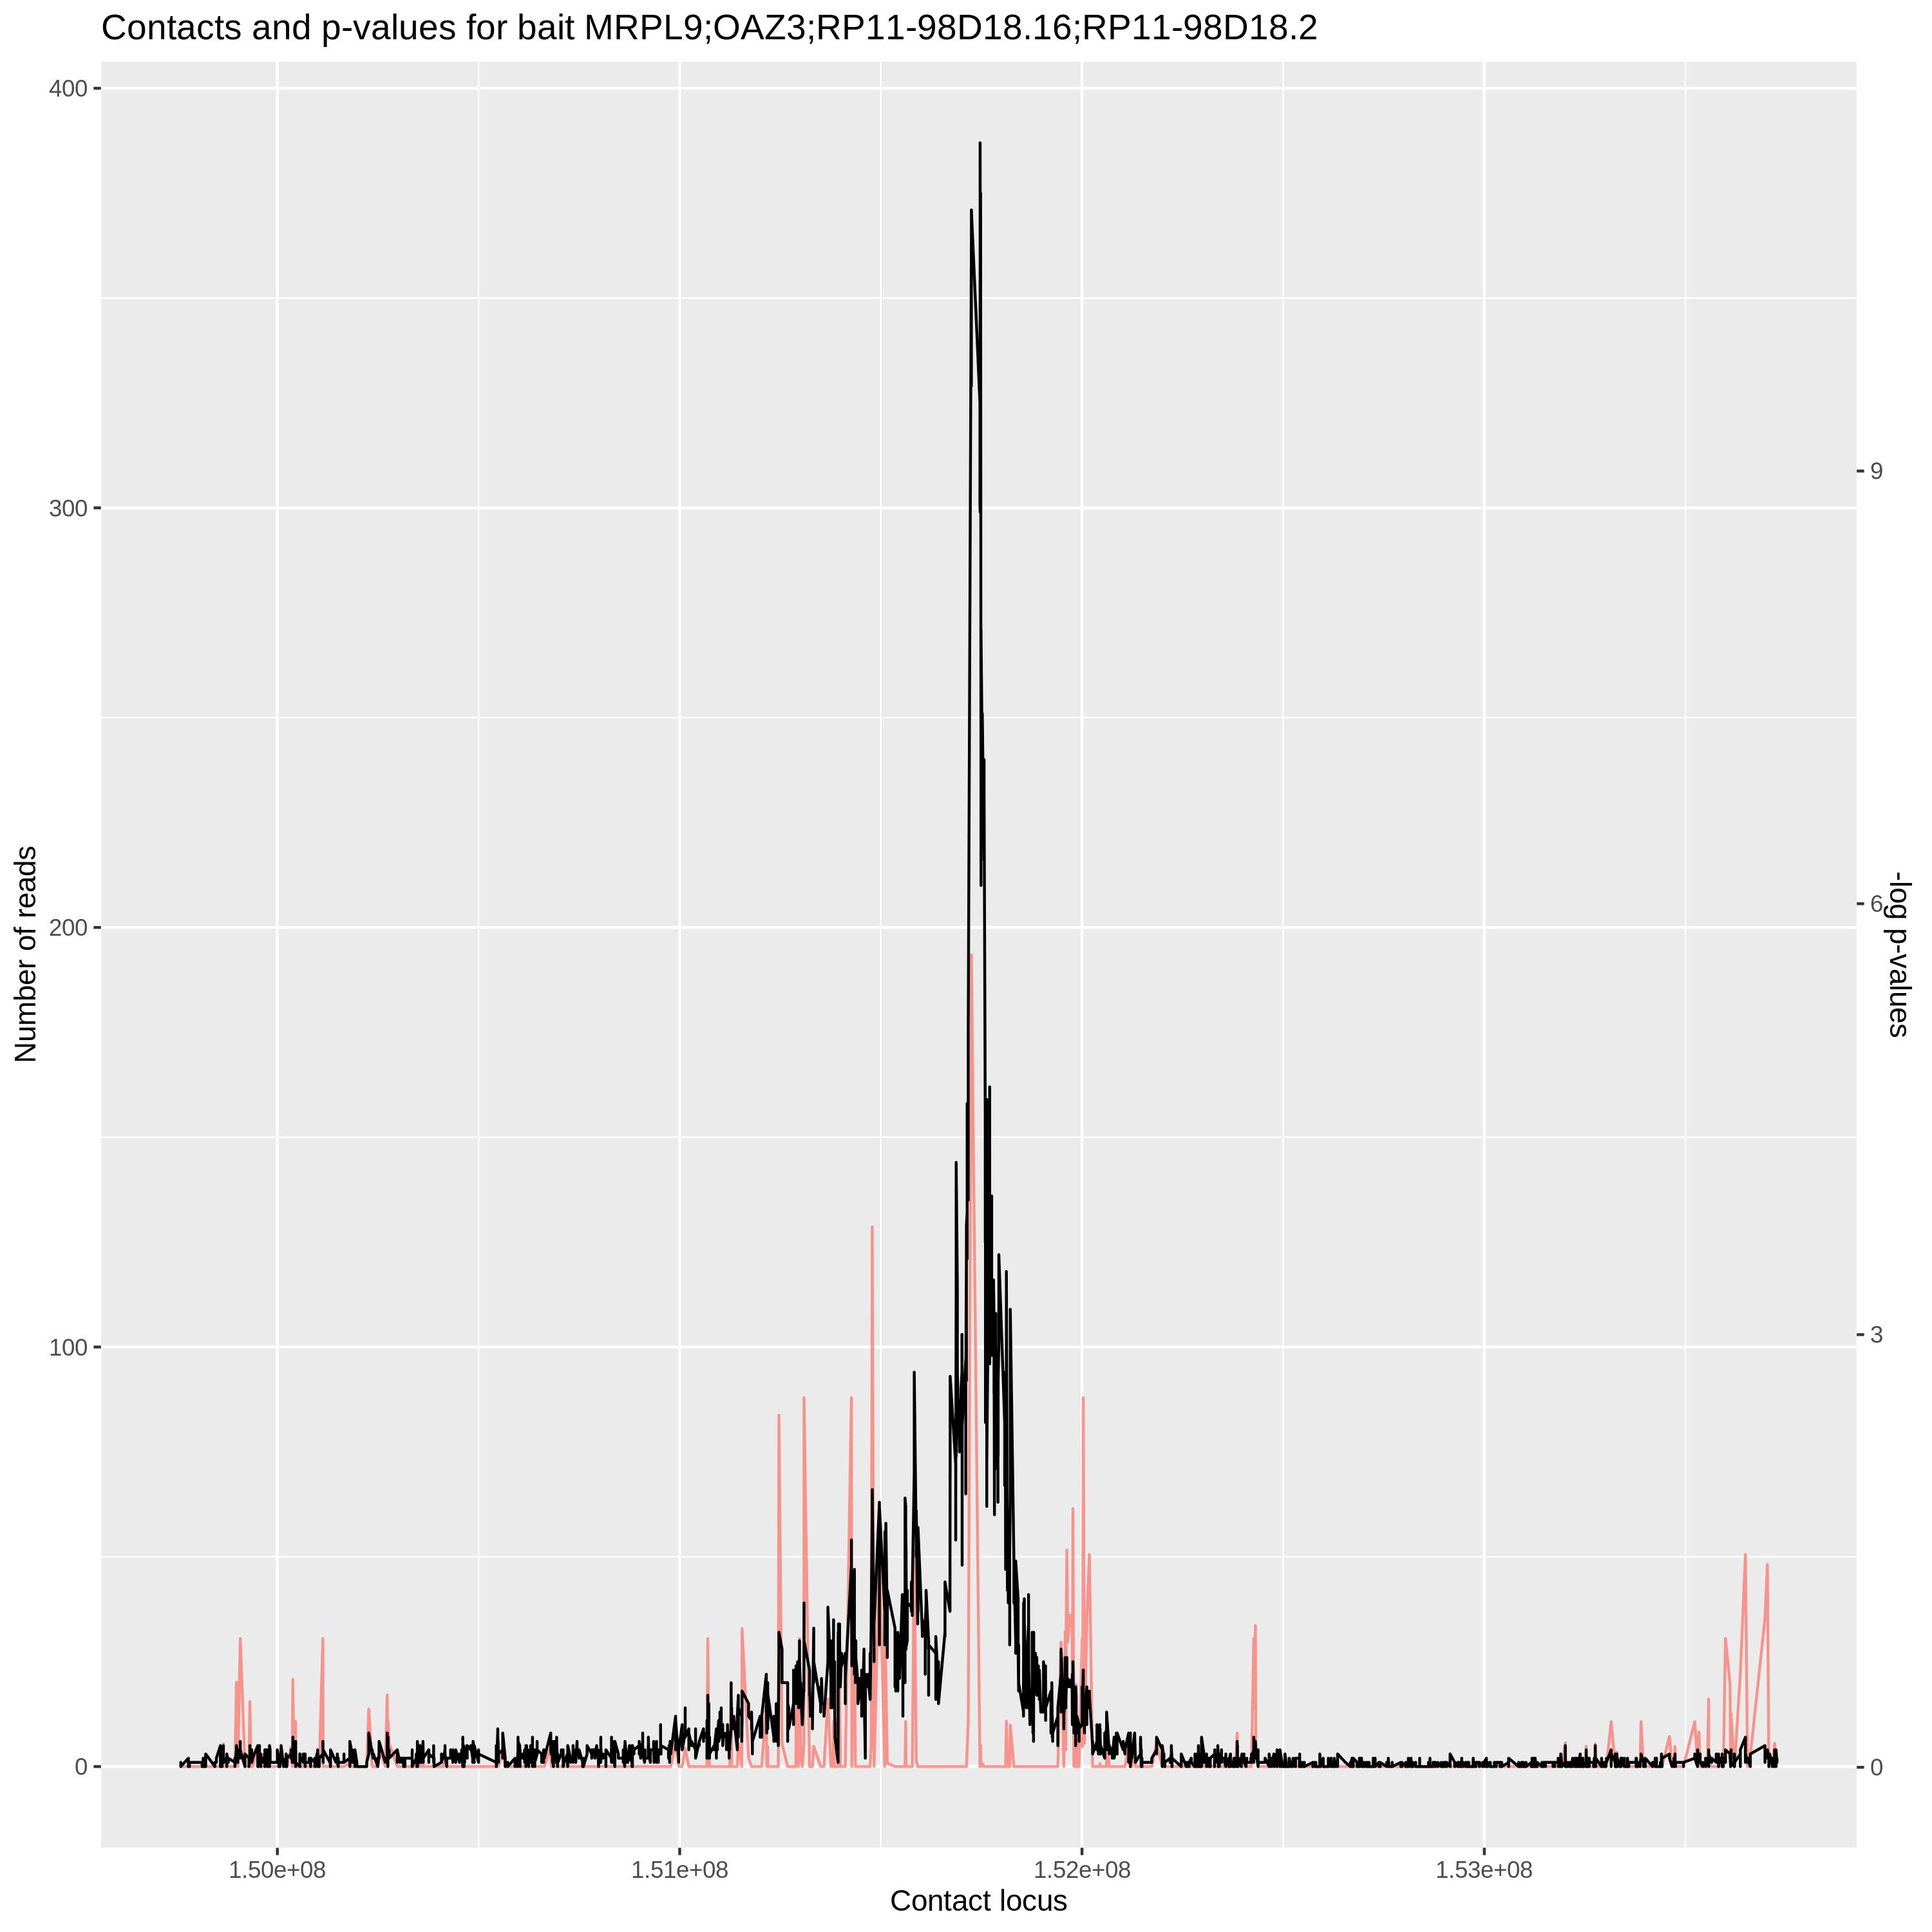 Contacts and p-values for bait MRPL9;OAZ3;RP11-98D18.16;RP11-98D18.2
400
300
200
100
0
Number of reads
9
6
3
0
-log p-values
1.50e+08 1.51e+08 1.52e+08 1.53e+08
Contact locus